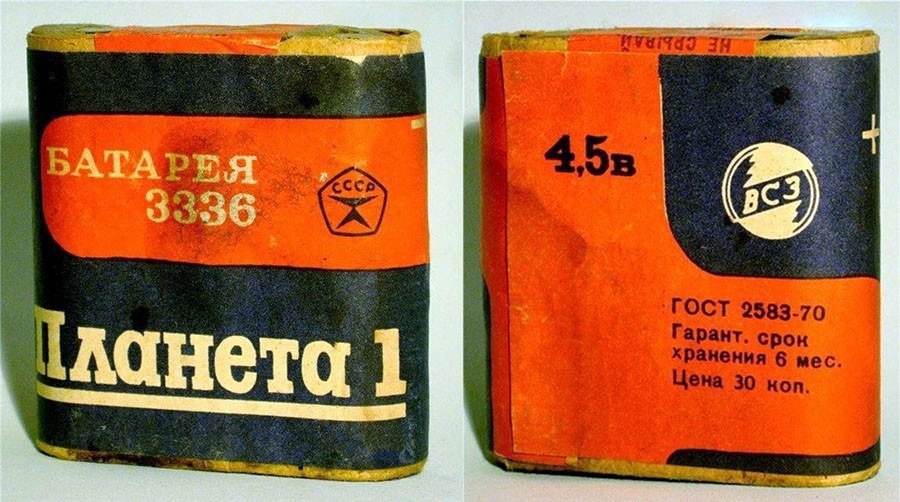 БАТАРЕЯ
3336
СССР
Планета 1
НЕ СРЫВАЙ
4,5в
ВСЗ
ГОСТ 2583-70
Гарант. срок
хранения 6 мес.
Цена 30 коп.